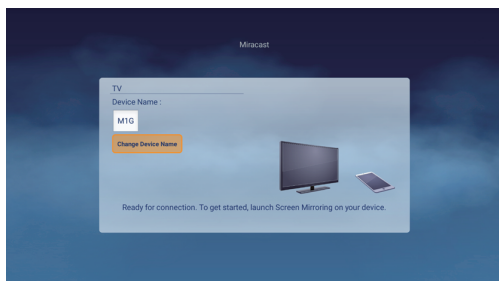 Miracast
TV
Device Name :
M1G
Change Device Name
Ready for connection. To get started, launch Screen Mirroring on your device.